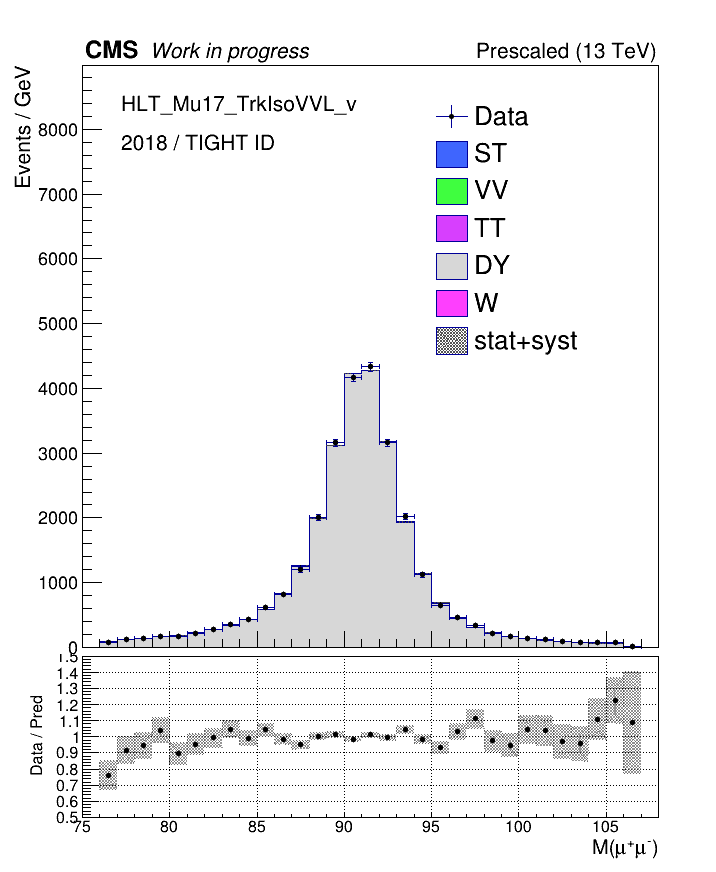 CMS Work in progress Prescaled (13 TeV)
Events / GeV
HLT_Mu17_TrkIsoVVL_v
2018 / TIGHT ID
Data
ST
VV
TT
DY
W
stat+syst
8000
7000
6000
5000
4000
3000
2000
1000
0
Data / Pred
1.5
1.4
1.3
1.2
1.1
1
0.9
0.8
0.7
0.6
0.5
75 80 85 90 95 100 105
M(μ⁺μ⁻)